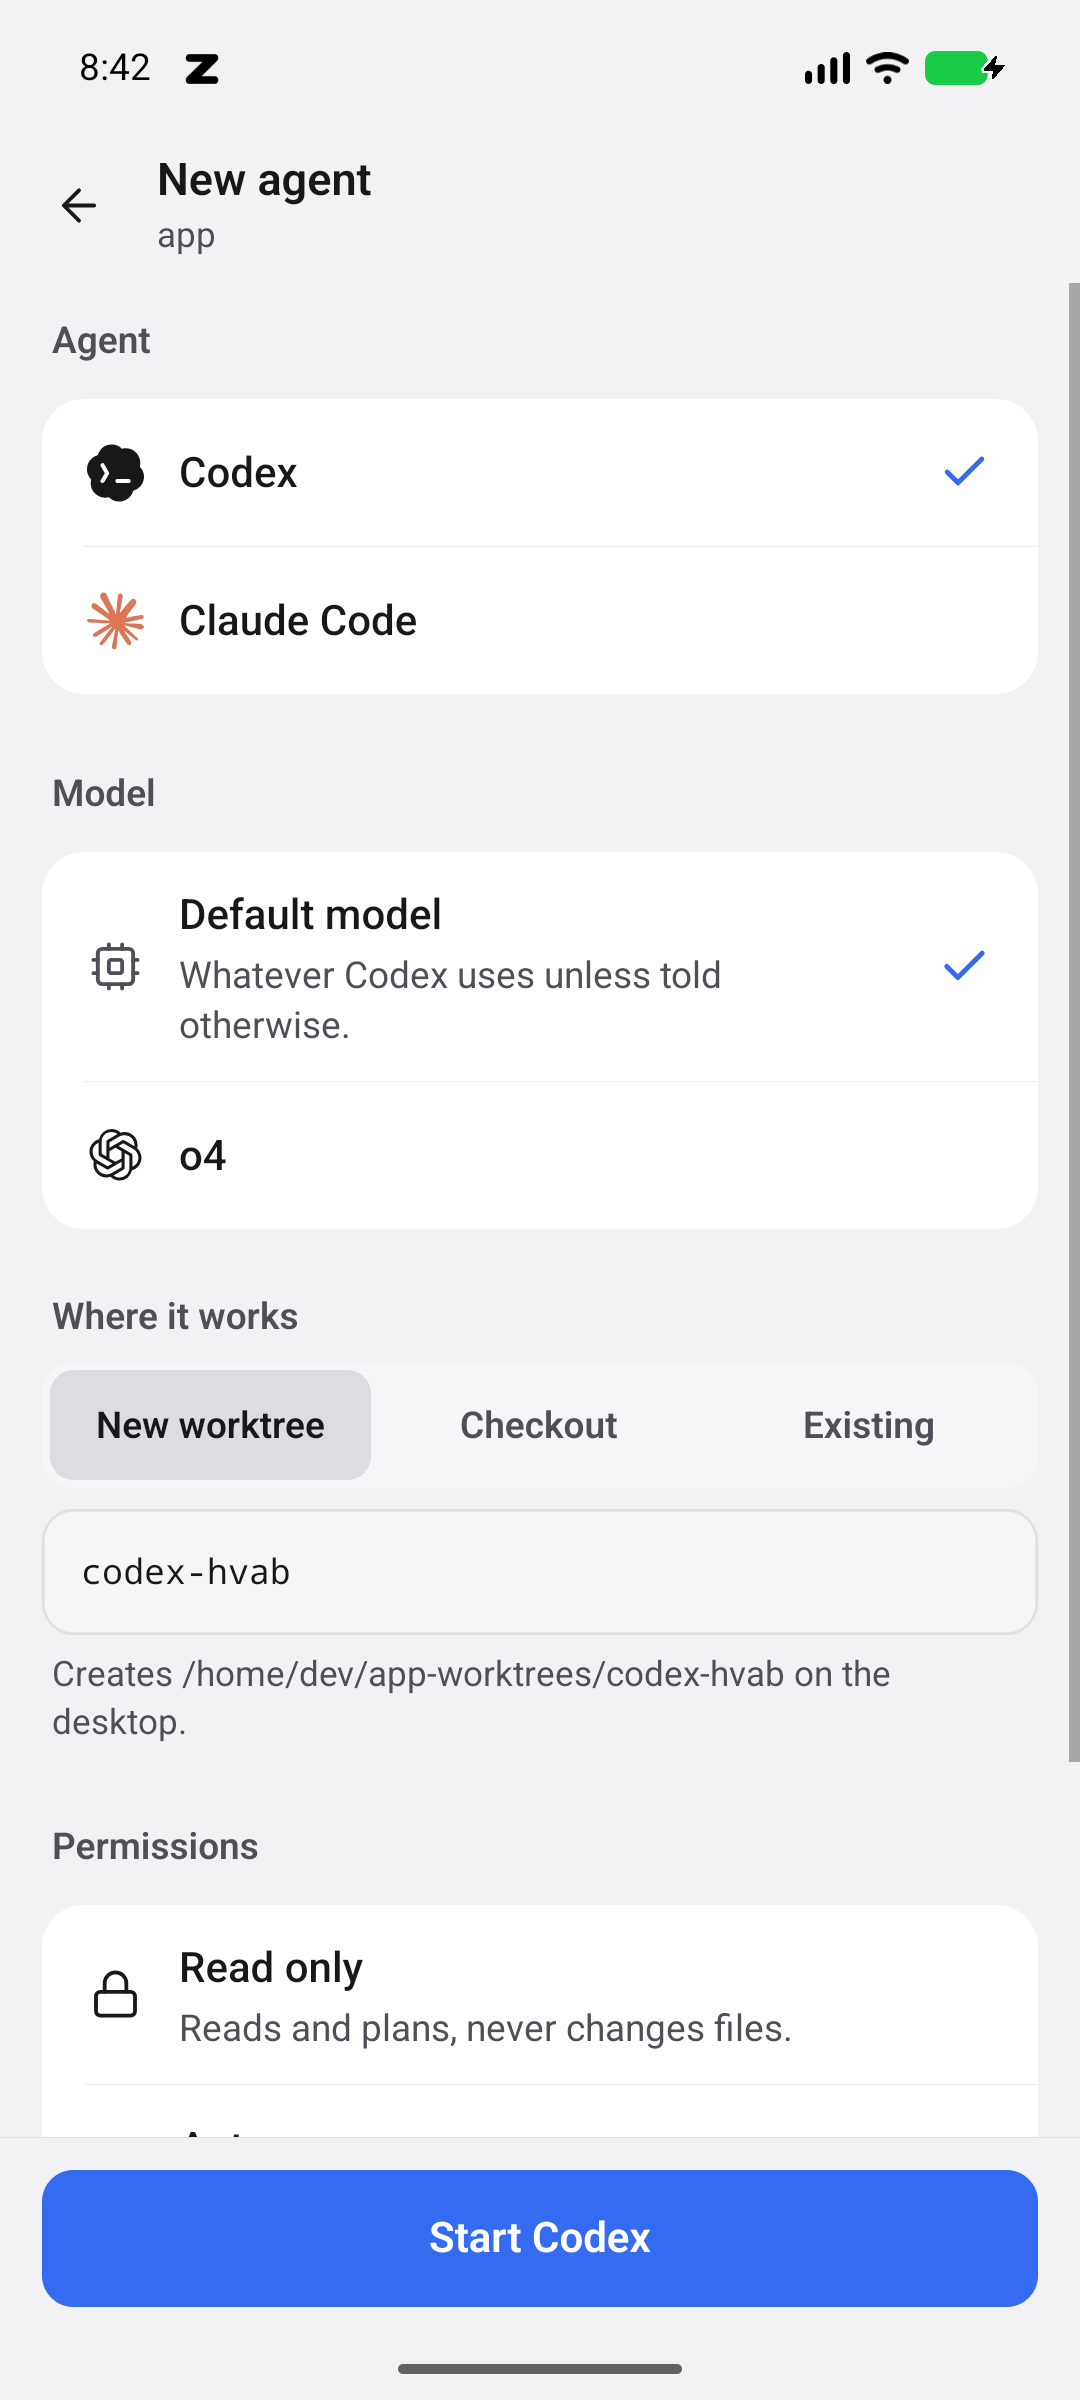 8:42
New agent
app
Agent
Codex
Claude Code
Model
Default model
Whatever Codex uses unless told
otherwise.
o4
Where it works
New worktree
Checkout
Existing
codex-hvab
Creates /home/dev/app-worktrees/codex-hvab on the
desktop.
Permissions
Read only
Reads and plans, never changes files.
Start Codex